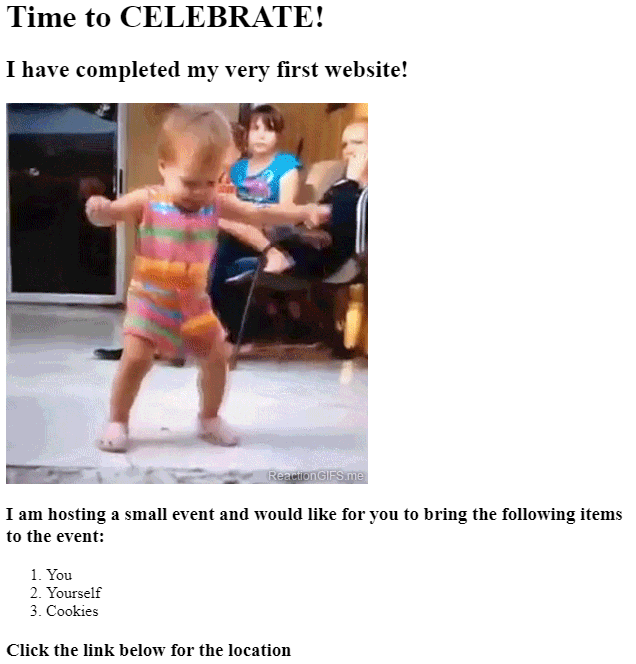 Time to CELEBRATE!
I have completed my very first website!
ReactionGIFS.me
I am hosting a small event and would like for you to bring the following items
to the event:
1. You
2. Yourself
3. Cookies
Click the link below for the location